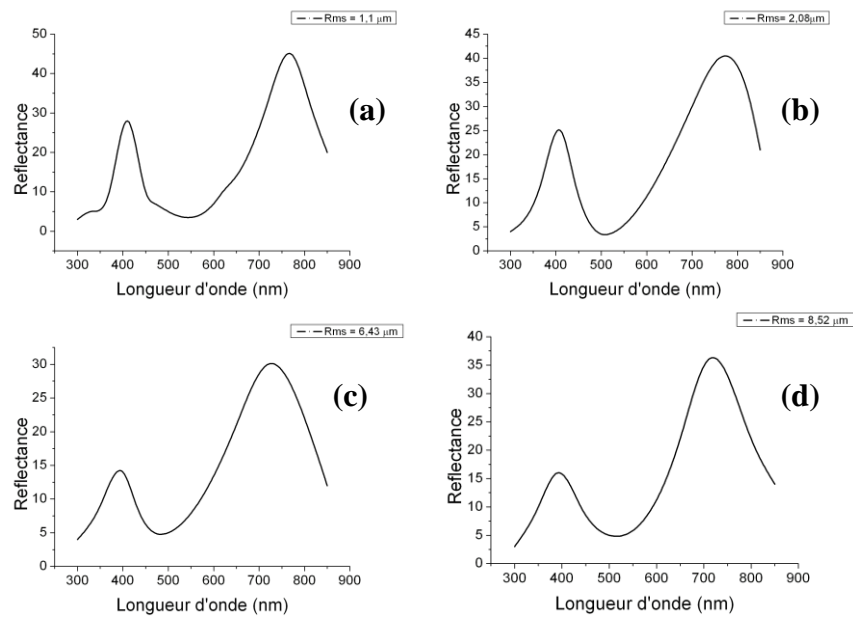 Rms = 1,1 µm
(a)
Reflectance
50
40
30
20
10
0
300 400 500 600 700 800 900
Longueur d'onde (nm)
Rms= 2,08µm
(b)
Reflectance
45
40
35
30
25
20
15
10
5
0
300 400 500 600 700 800 900
Longueur d'onde (nm)
Rms = 6,43 µm
(c)
Reflectance
30
25
20
15
10
5
0
300 400 500 600 700 800 900
Longueur d'onde (nm)
Rms = 8,52 µm
(d)
Reflectance
40
35
30
25
20
15
10
5
0
300 400 500 600 700 800 900
Longueur d'onde (nm)